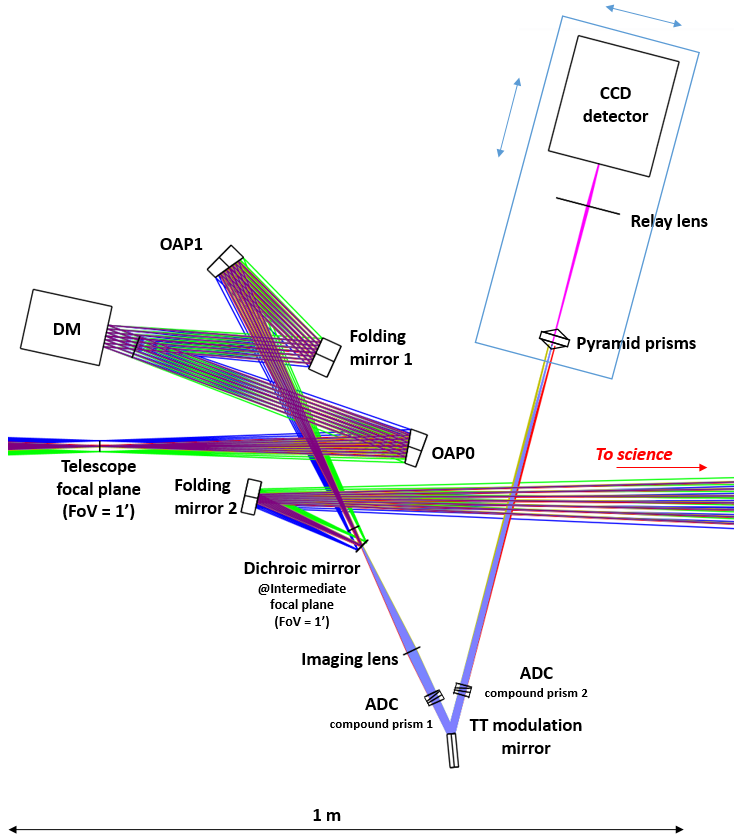 CCD
detector
Relay lens
OAP1
DM
Folding
mirror 1
Pyramid prisms
OAP0
To science
Telescope
focal plane
(FoV = 1’)
Folding
mirror 2
Dichroic mirror
@Intermediate
focal plane
(FoV = 1’)
Imaging lens
ADC
compound prism 1
ADC
compound prism 2
TT modulation
mirror
1 m